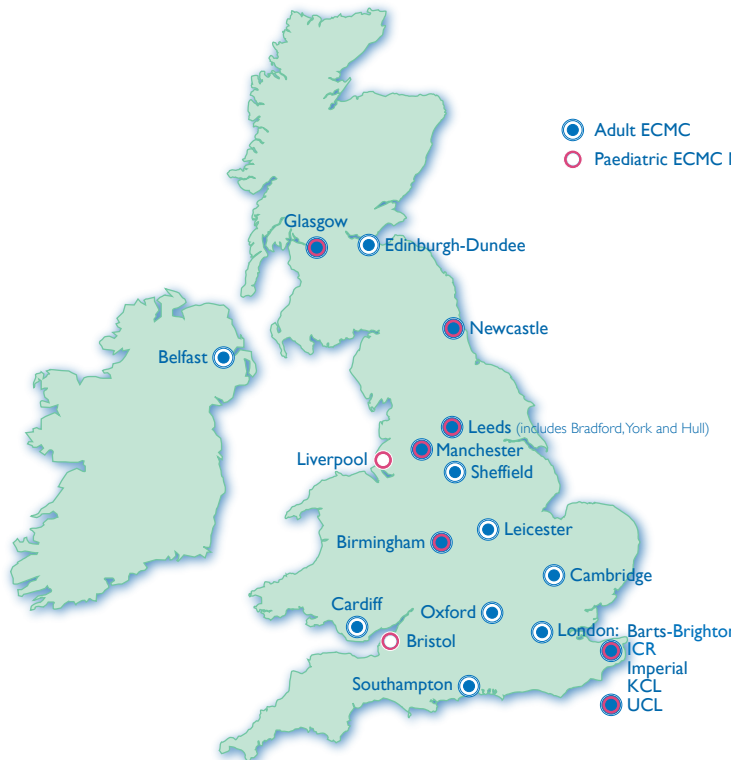 Adult ECMC
Paediatric ECMC
Glasgow
Edinburgh-Dundee
Newcastle
Belfast
Leeds (includes Bradford, York and Hull)
Manchester
Liverpool
Sheffield
Leicester
Birmingham
Cambridge
Cardiff
Oxford
London: Barts-Brighton
ICR
Bristol
Imperial
KCL
Southampton
UCL